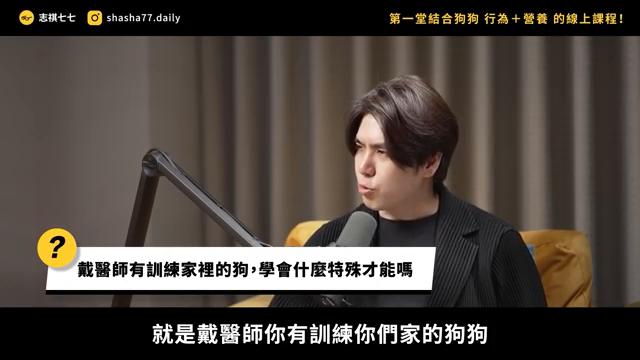 志祺七七
shasha77.daily
第一堂結合狗狗 行為＋營養 的線上課程！
?
戴醫師有訓練家裡的狗，學會什麼特殊才能嗎
就是戴醫師你有訓練你們家的狗狗